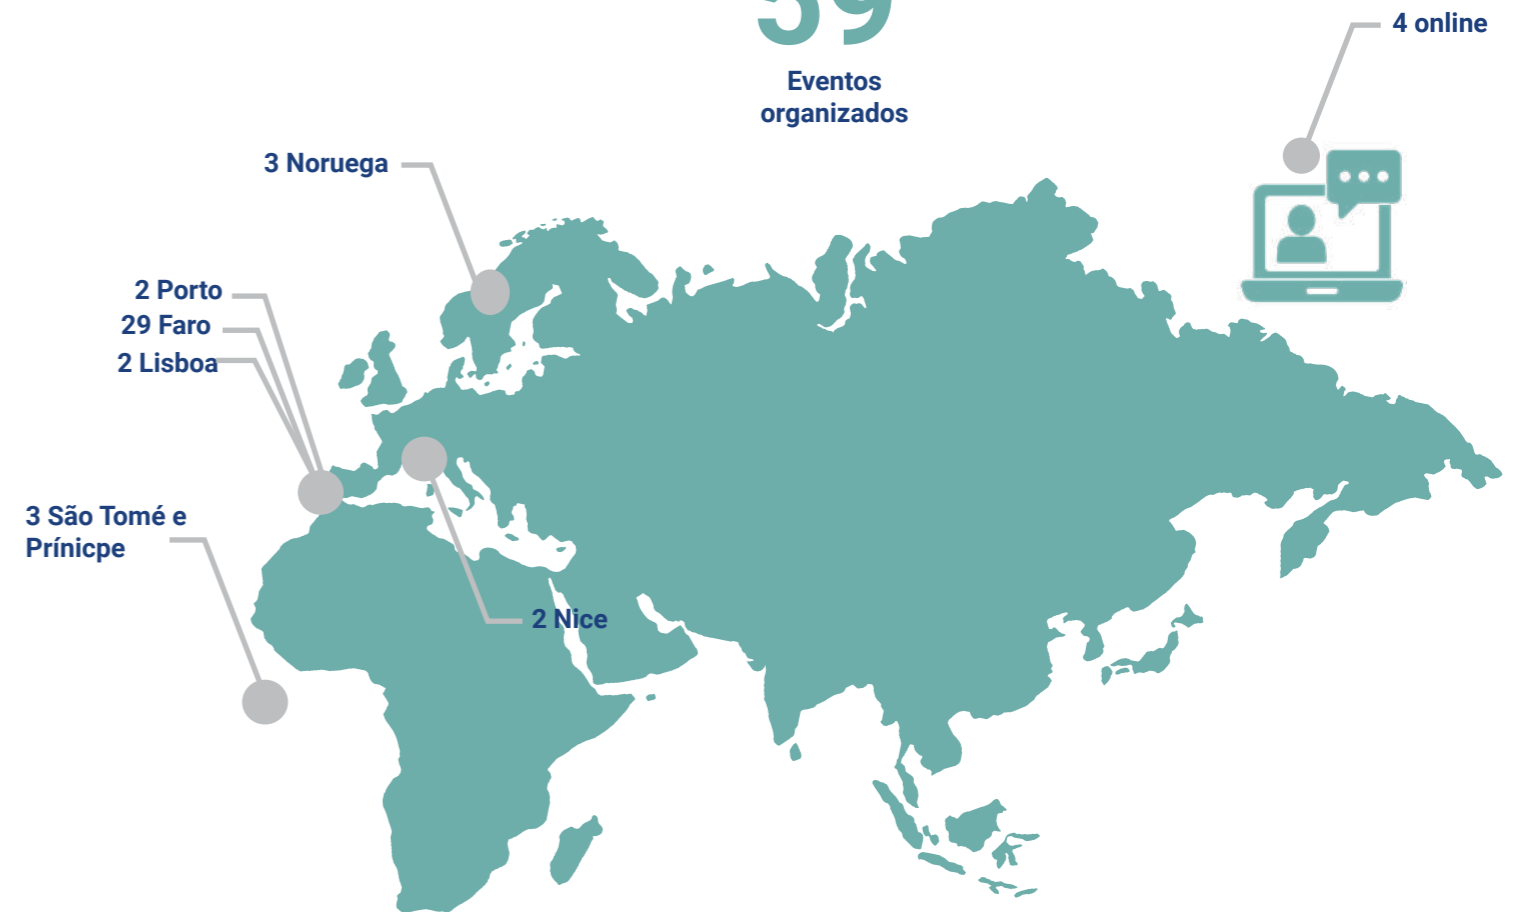 Eventos
organizados
4 online
3 Noruega
2 Porto
29 Faro
2 Lisboa
3 São Tomé e
Prínicpe
2 Nice